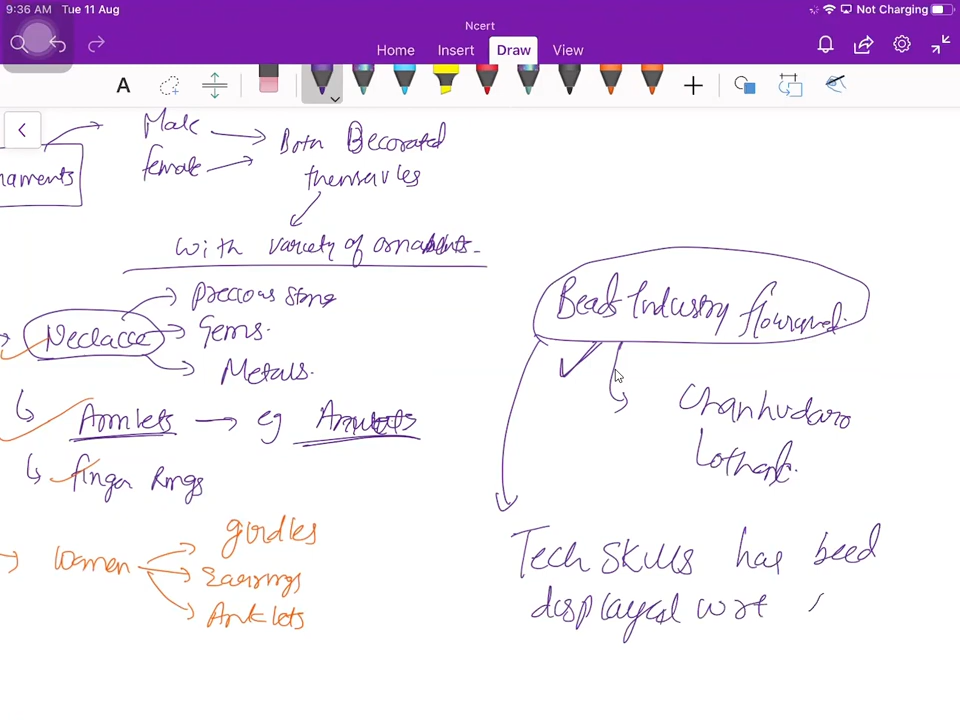 9:36 AM Tue 11 Aug
Not Charging
Ncert
Home Insert Draw View
A
naments
Male
female
Both Decorated
themselves
with variety of ornaments.
Necklace
Precious stone
Gems.
Metals.
Armlets → eg Amulets
finger Rings
Women
girdles
Earrings
Anklets
Bead Industry flourished.
Chanhudaro
Lothal.
Tech Skills has beed
displayed wrt